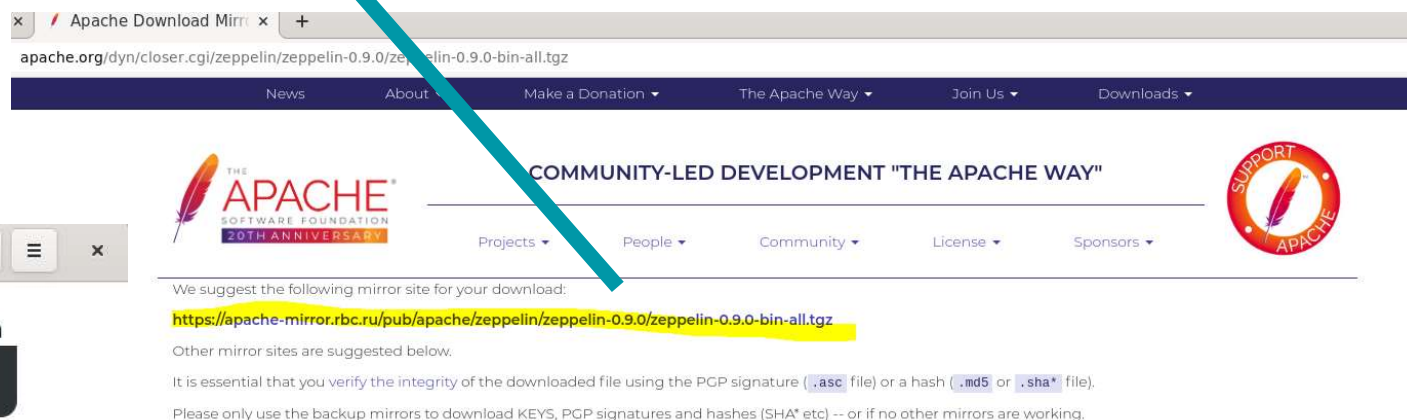 Apache Download Mirr
apache.org/dyn/closer.cgi/zeppelin/zeppelin-0.9.0/zeppelin-0.9.0-bin-all.tgz
News About Make a Donation The Apache Way Join Us Downloads
THE
APACHE
SOFTWARE FOUNDATION
20TH ANNIVERSARY
COMMUNITY-LED DEVELOPMENT "THE APACHE WAY"
SUPPORT
APACHE
Projects People Community License Sponsors
We suggest the following mirror site for your download:
https://apache-mirror.rbc.ru/pub/apache/zeppelin/zeppelin-0.9.0/zeppelin-0.9.0-bin-all.tgz
Other mirror sites are suggested below.
It is essential that you verify the integrity of the downloaded file using the PGP signature ( .asc file) or a hash ( .md5 or .sha* file).
Please only use the backup mirrors to download KEYS, PGP signatures and hashes (SHA* etc) -- or if no other mirrors are working.